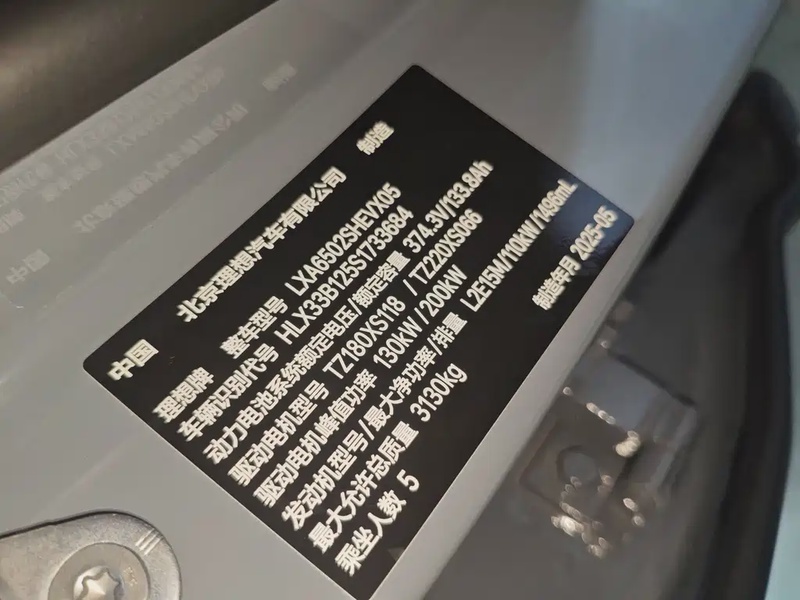 中国 北京理想汽车有限公司 制造
理想牌 整车型号 LXA6502SHEVX05
车辆识别代号 HLX33B125S1733684
动力电池系统额定电压/额定容量 374.3V/133.8Ah
驱动电机型号 TZ180XS118 / TZ220XS066
驱动电机峰值功率 130kW/200kW
发动机型号/最大净功率/排量 L2E15M/110kW/1496mL
最大允许总质量 3130kg
乘坐人数 5 制造年月 2025-05